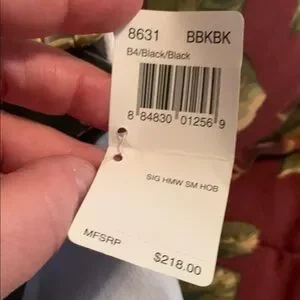 8631 BBKBK
B4/Black/Black
8 84830 01256 9
SIG HMW SM HOB
MFSRP
$218.00